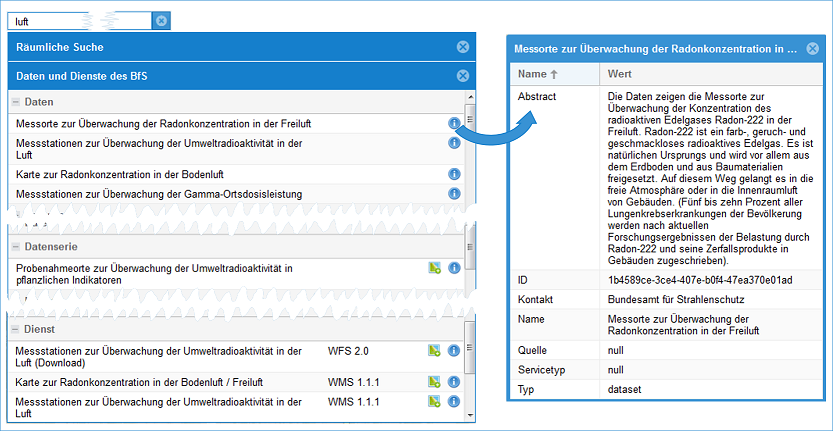 luft
Räumliche Suche
Daten und Dienste des BfS
Daten
Messorte zur Überwachung der Radonkonzentration in der Freiluft
Messstationen zur Überwachung der Umweltradioaktivität in der
Luft
Karte zur Radonkonzentration in der Bodenluft
Messstationen zur Überwachung der Gamma-Ortsdosisleistung
Datenserie
Probenahmeorte zur Überwachung der Umweltradioaktivität in
pflanzlichen Indikatoren
Dienst
Messstationen zur Überwachung der Umweltradioaktivität in der WFS 2.0
Luft (Download)
Karte zur Radonkonzentration in der Bodenluft / Freiluft WMS 1.1.1
Messstationen zur Überwachung der Umweltradioaktivität in der WMS 1.1.1
Luft
Messorte zur Überwachung der Radonkonzentration in ...
Name Wert
Abstract Die Daten zeigen die Messorte zur
Überwachung der Konzentration des
radioaktiven Edelgases Radon-222 in der
Freiluft. Radon-222 ist ein farb-, geruch- und
geschmackloses radioaktives Edelgas. Es ist
natürlichen Ursprungs und wird vor allem aus
dem Erdboden und aus Baumaterialien
freigesetzt. Auf diesem Weg gelangt es in die
freie Atmosphäre oder in die Innenraumluft
von Gebäuden. (Fünf bis zehn Prozent aller
Lungenkrebserkrankungen der Bevölkerung
werden nach aktuellen
Forschungsergebnissen der Belastung durch
Radon-222 und seine Zerfallsprodukte in
Gebäuden zugeschrieben).
ID 1b4589ce-3ce4-407e-b0f4-47ea370e01ad
Kontakt Bundesamt für Strahlenschutz
Name Messorte zur Überwachung der
Radonkonzentration in der Freiluft
Quelle null
Servicetyp null
Typ dataset